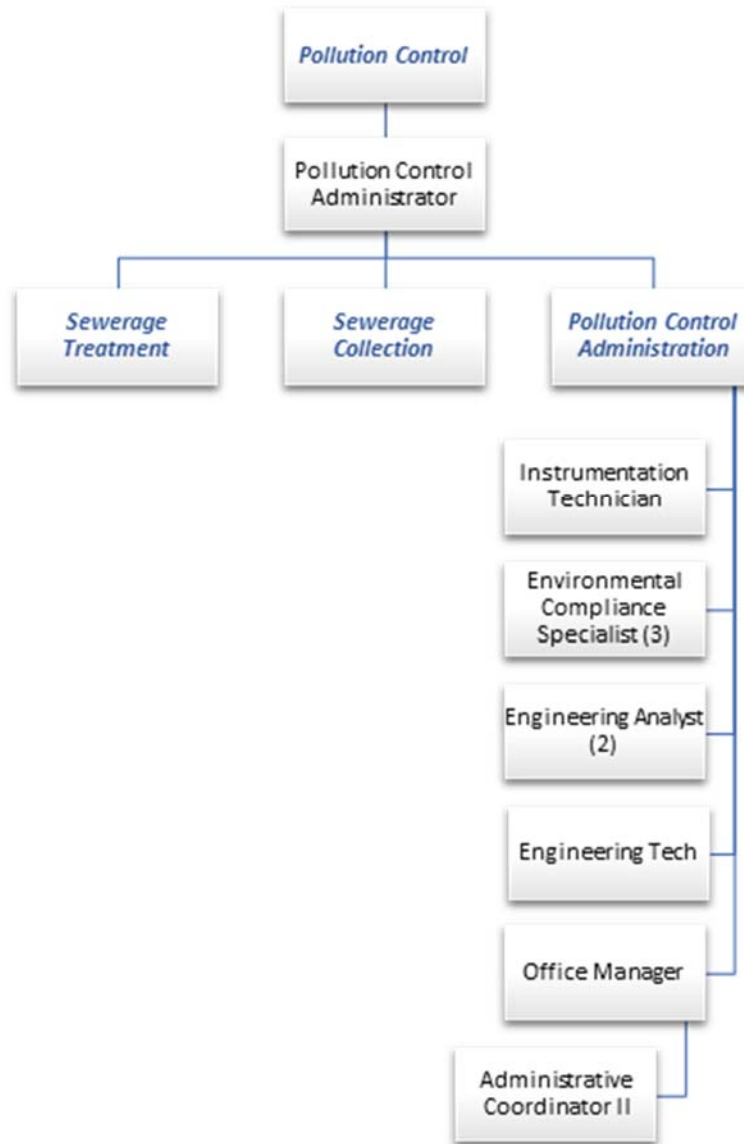 Pollution Control
Pollution Control
Administrator
Sewerage
Treatment
Sewerage
Collection
Pollution Control
Administration
Instrumentation
Technician
Environmental
Compliance
Specialist (3)
Engineering Analyst
(2)
Engineering Tech
Office Manager
Administrative
Coordinator II